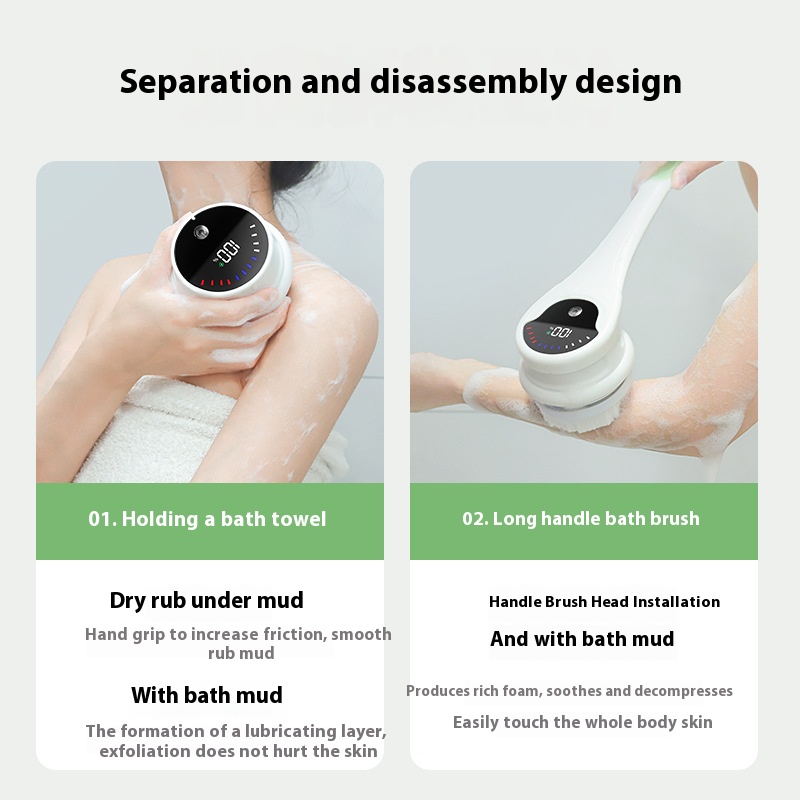 Separation and disassembly design
100
%
100
%
01. Holding a bath towel
02. Long handle bath brush
Dry rub under mud
Hand grip to increase friction, smooth
rub mud
With bath mud
The formation of a lubricating layer,
exfoliation does not hurt the skin
Handle Brush Head Installation
And with bath mud
Produces rich foam, soothes and decompresses
Easily touch the whole body skin